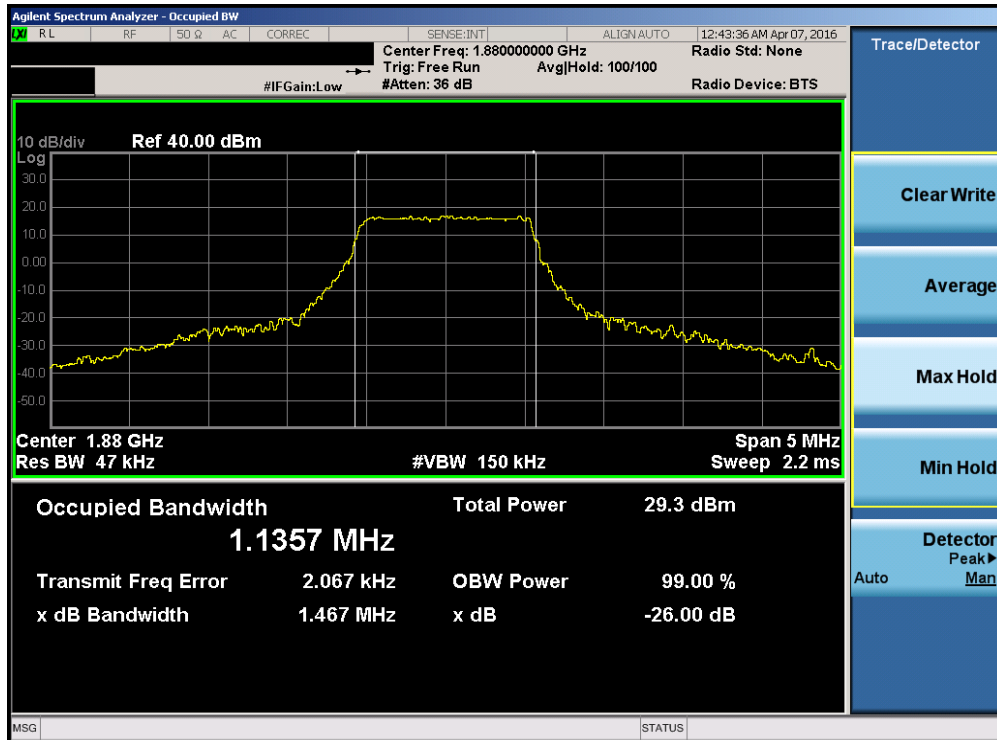 Agilent Spectrum Analyzer - Occupied BW
LXI RL RF 50 Ω AC CORREC SENSE:INT ALIGN AUTO 12:43:36 AM Apr 07, 2016
Center Freq: 1.880000000 GHz Radio Std: None
Trig: Free Run Avg|Hold: 100/100
#IFGain:Low #Atten: 36 dB Radio Device: BTS
10 dB/div Ref 40.00 dBm
Log
30.0
20.0
10.0
0.00
-10.0
-20.0
-30.0
-40.0
-50.0
Center 1.88 GHz Span 5 MHz
Res BW 47 kHz #VBW 150 kHz Sweep 2.2 ms
Occupied Bandwidth Total Power 29.3 dBm
1.1357 MHz
Transmit Freq Error 2.067 kHz OBW Power 99.00 %
x dB Bandwidth 1.467 MHz x dB -26.00 dB
MSG STATUS
Trace/Detector
Clear Write
Average
Max Hold
Min Hold
Detector
Peak▶
Auto Man